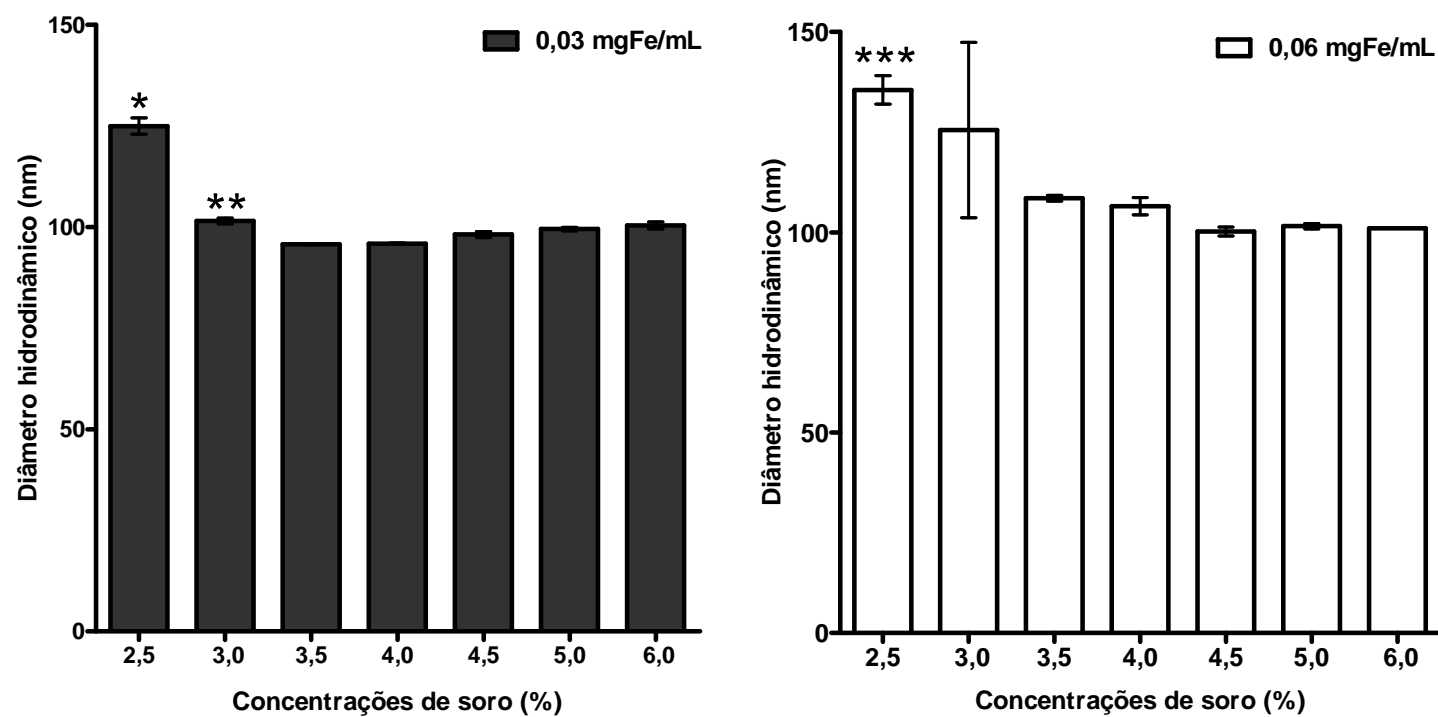 150
100
50
0
Diâmetro hidrodinâmico (nm)
0,03 mgFe/mL
*
**
2,5 3,0 3,5 4,0 4,5 5,0 6,0
Concentrações de soro (%)
150
100
50
0
Diâmetro hidrodinâmico (nm)
0,06 mgFe/mL
***
2,5 3,0 3,5 4,0 4,5 5,0 6,0
Concentrações de soro (%)